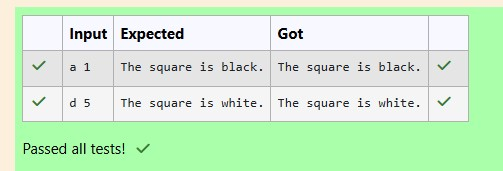 Input Expected Got
a 1 The square is black. The square is black.
d 5 The square is white. The square is white.
Passed all tests!